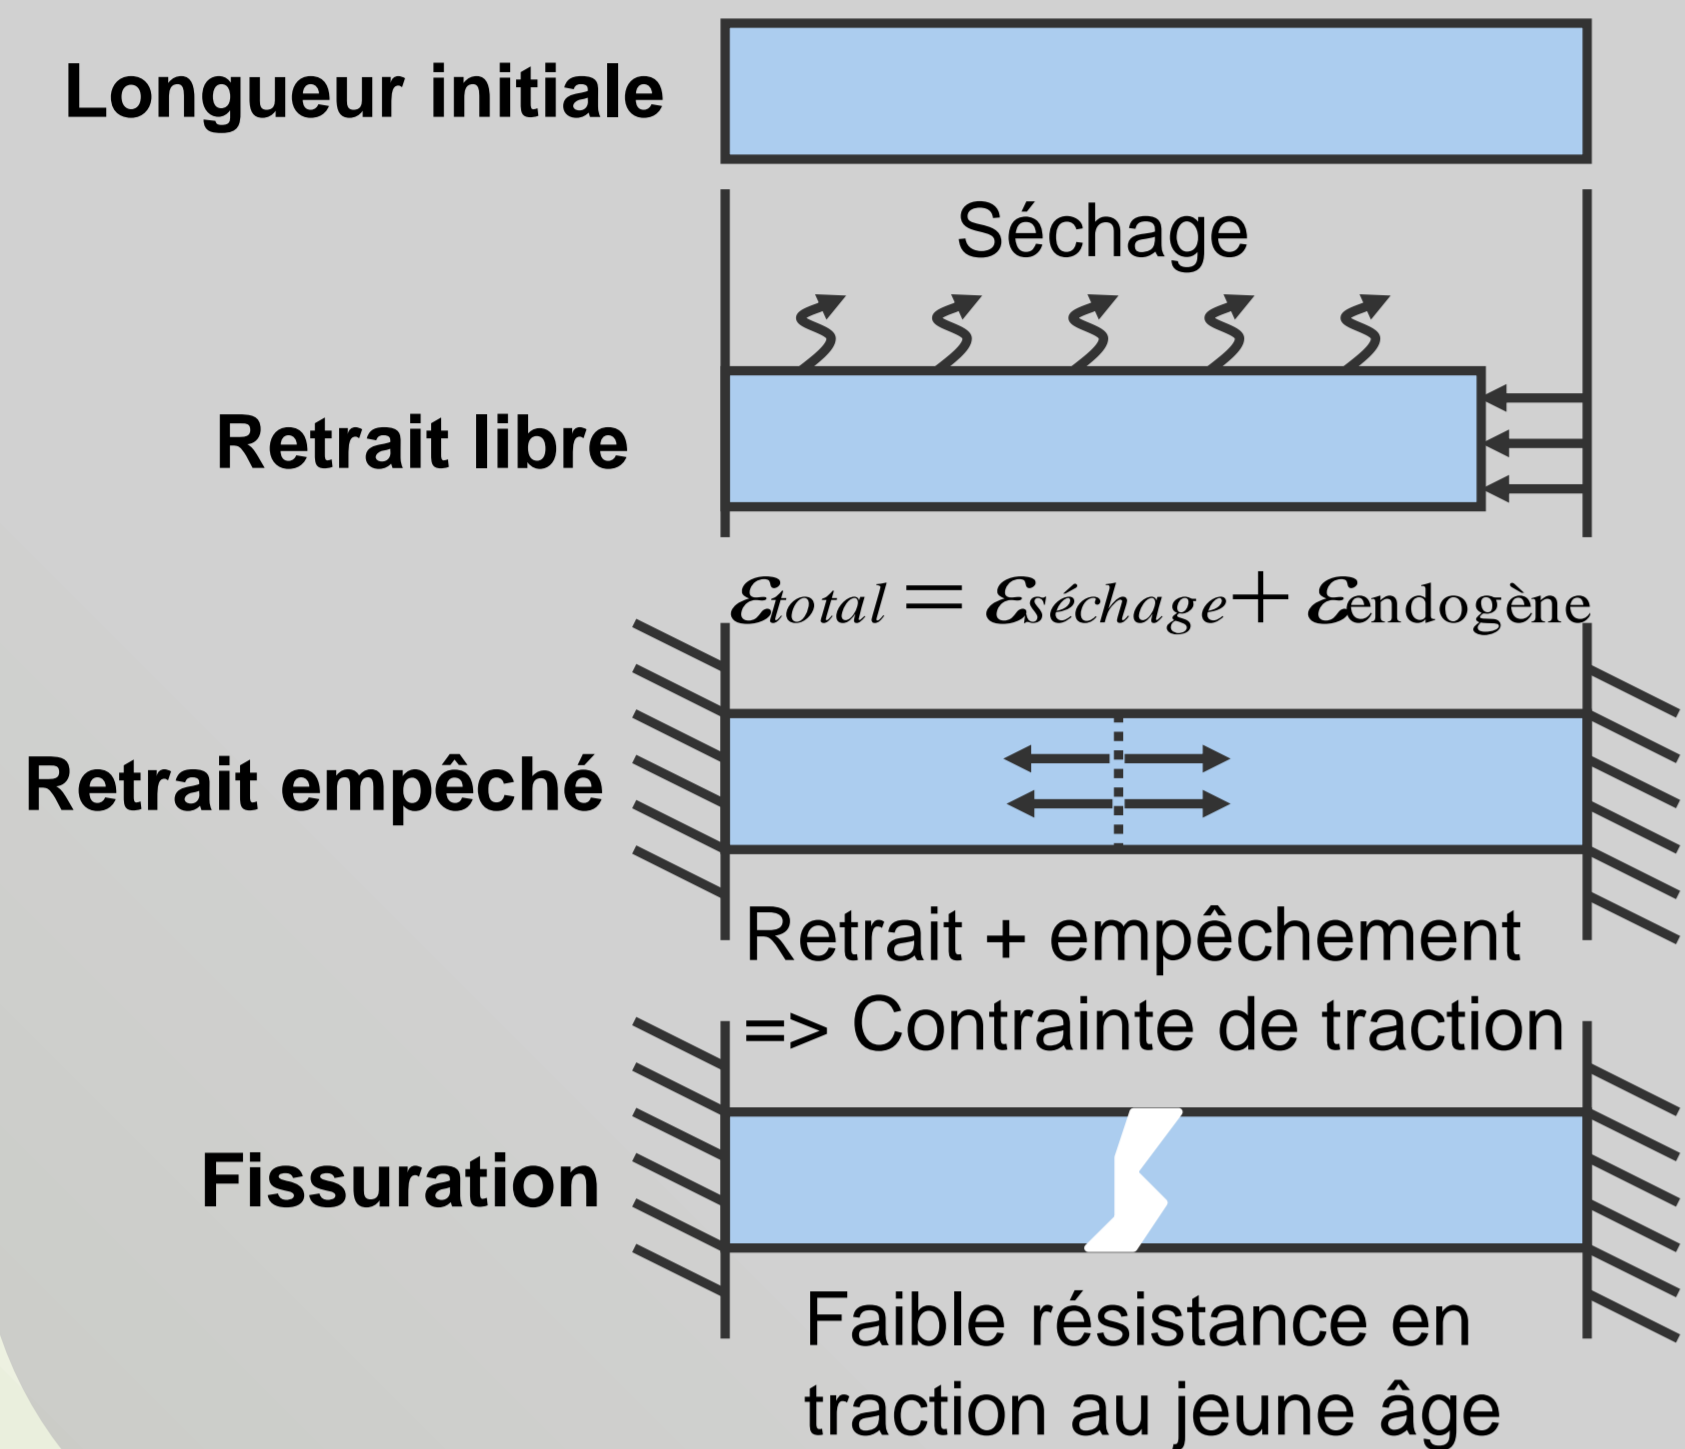 Longueur initiale
Séchage
Retrait libre
εtotal = εséchage + εendogène
Retrait empêché
Retrait + empêchement
=> Contrainte de traction
Fissuration
Faible résistance en
traction au jeune âge